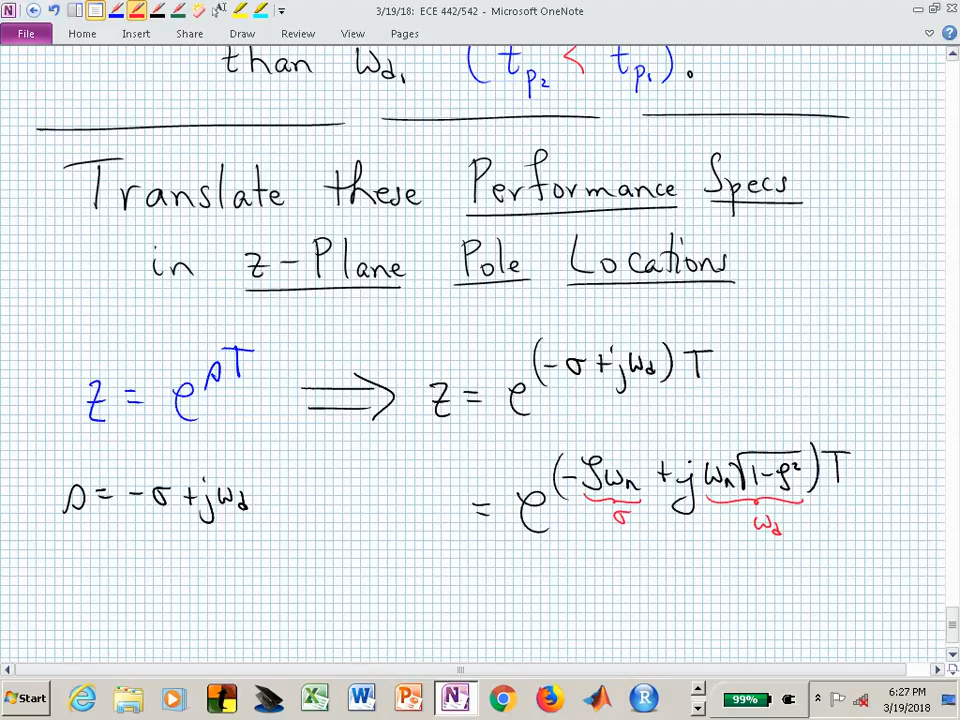 3/19/18: ECE 442/542 - Microsoft OneNote
File Home Insert Share Draw Review View Pages
than ωd₁ (tp₂ < tp₁).
Translate these Performance Specs
in z-Plane Pole Locations
z = e^{sT} ⟹ z = e^{(-σ+jωd)T}
s = -σ + jωd
= e^{(-ζωn + jωn√(1-ζ²))T}
σ ωd
Start
99%
6:27 PM
3/19/2018